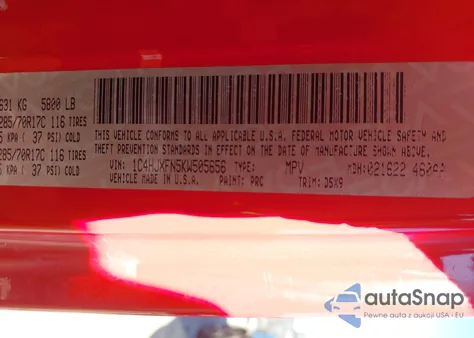 631 KG 5800 LB
285/70R17C 116 TIRES
( 37 PSI) COLD
285/70R17C 116 TIRES
( 37 PSI) COLD
THIS VEHICLE CONFORMS TO ALL APPLICABLE U.S.A. FEDERAL MOTOR VEHICLE SAFETY AND
THEFT PREVENTION STANDARDS IN EFFECT ON THE DATE OF MANUFACTURE SHOWN ABOVE.
VIN: 1C4HJXFN5KW505656 TYPE: MPV MDH: 021622
VEHICLE MADE IN U.S.A. PAINT: PRC TRIM: D5X9
autoSnap
Pewne auta z aukcji USA i EU